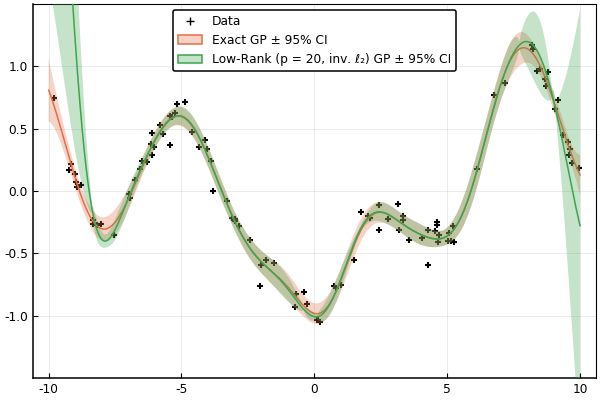 Data
Exact GP ± 95% CI
Low-Rank (p = 20, inv. ℓ₂) GP ± 95% CI
1.0
0.5
0.0
-0.5
-1.0
-10 -5 0 5 10